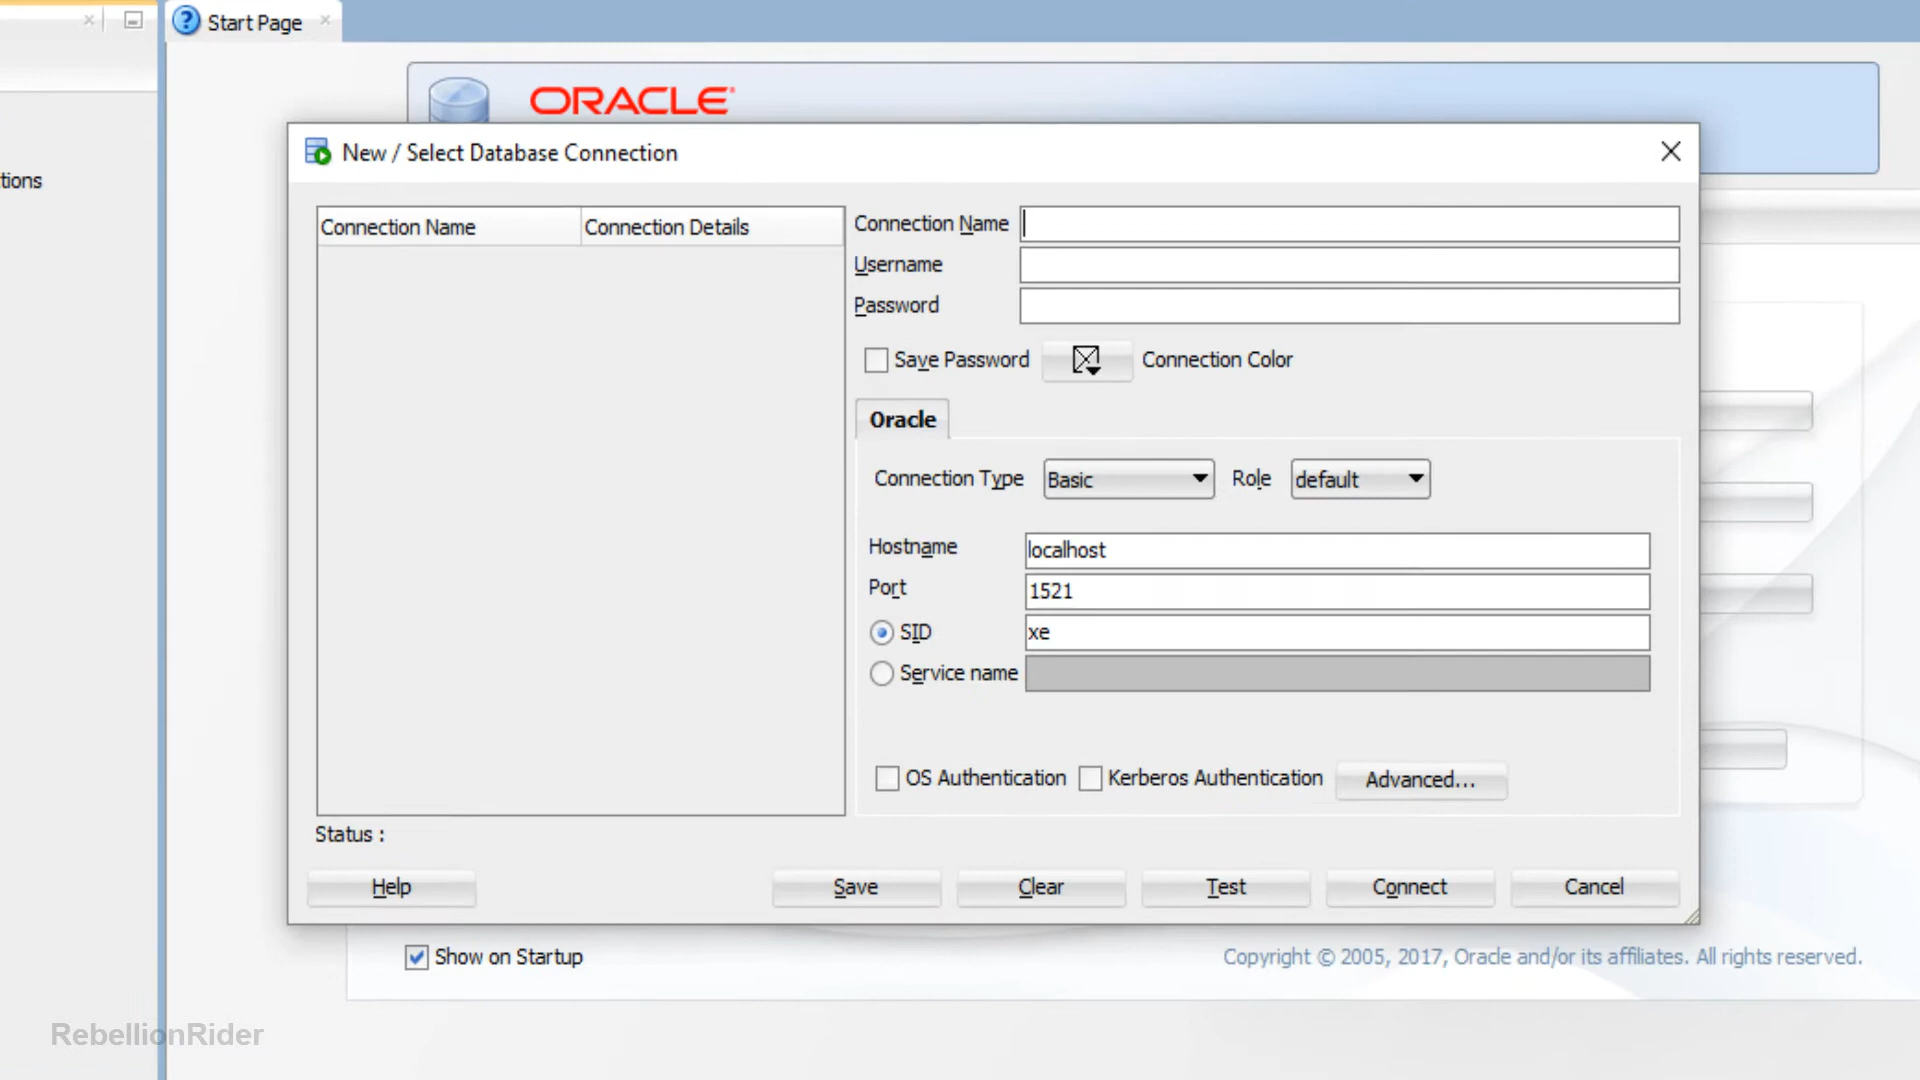 Start Page
ORACLE
tions
New / Select Database Connection
Connection Name Connection Details
Connection Name
Username
Password
Save Password Connection Color
Oracle
Connection Type Basic Role default
Hostname localhost
Port 1521
SID xe
Service name
OS Authentication Kerberos Authentication Advanced...
Status :
Help Save Clear Test Connect Cancel
Show on Startup Copyright © 2005, 2017, Oracle and/or its affiliates. All rights reserved.
RebellionRider